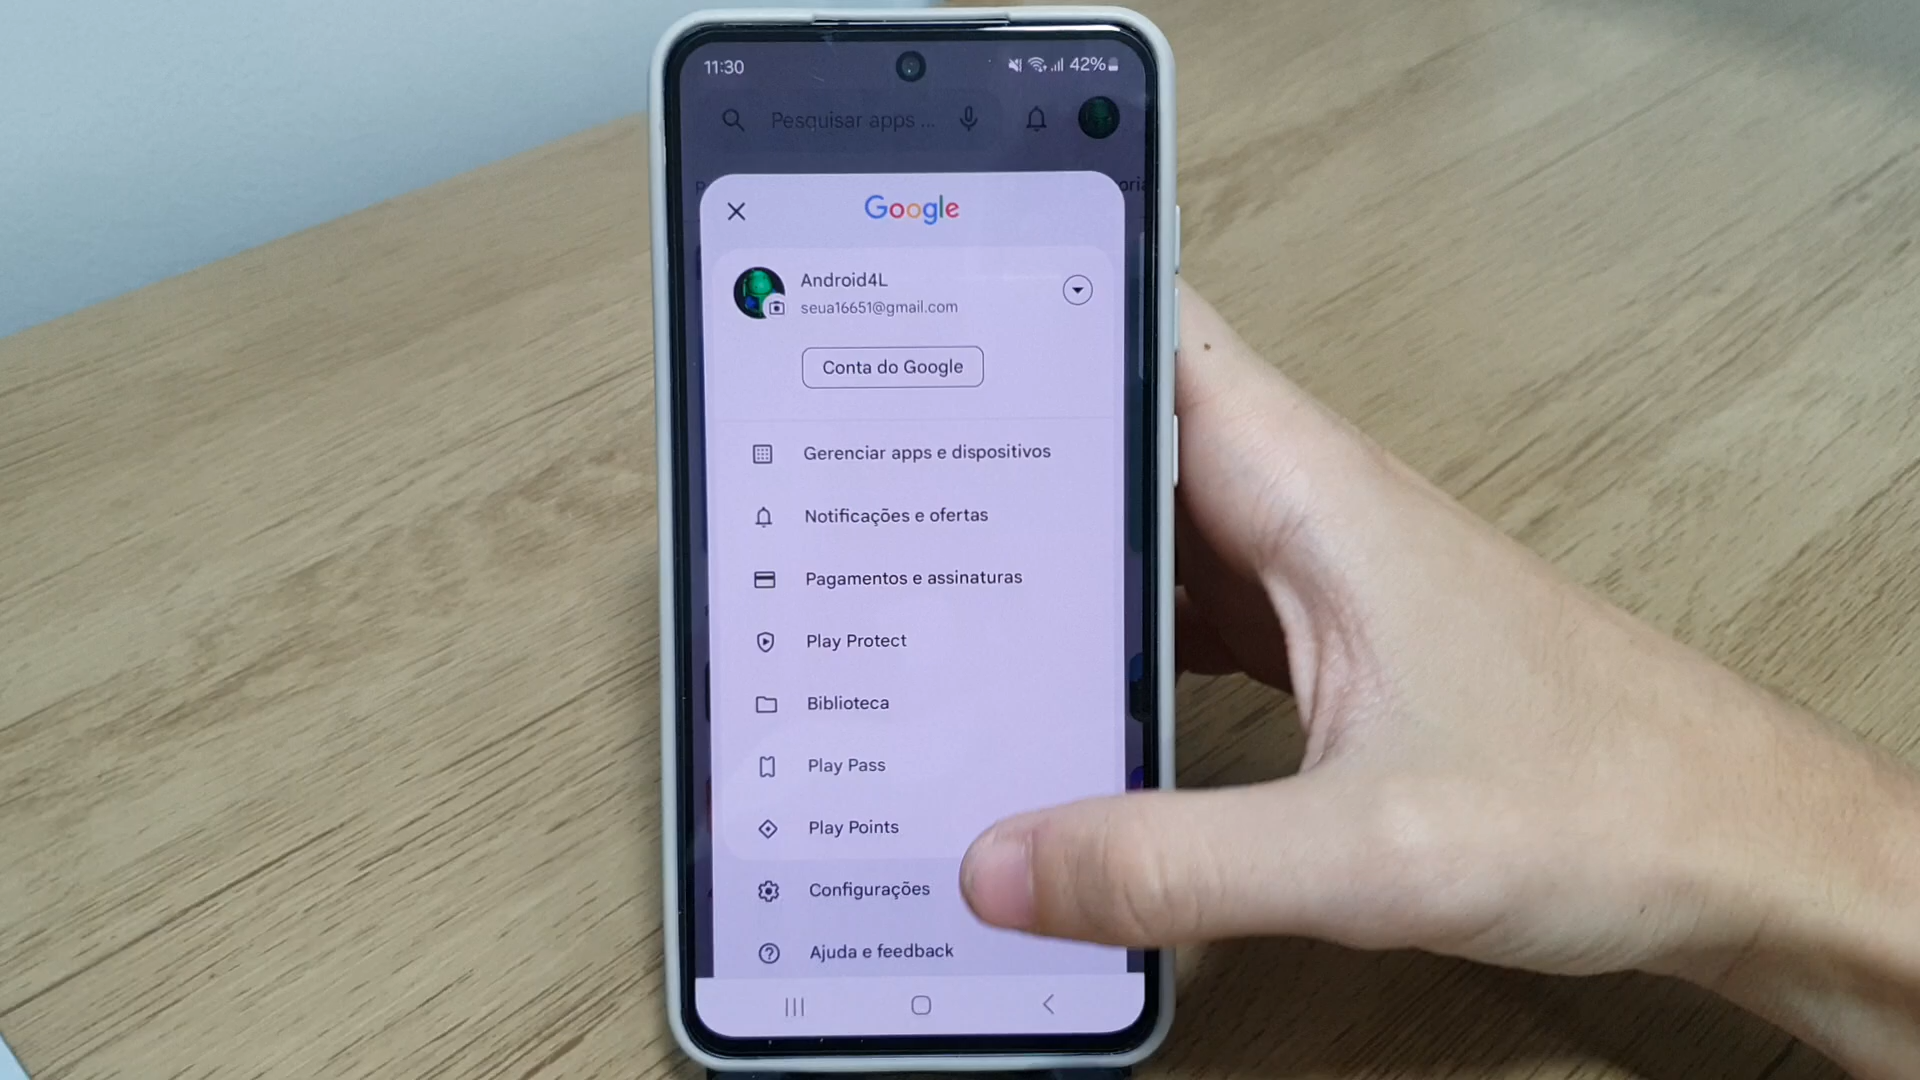 11:30
42%
Pesquisar apps ...
Google
Android4L
seua16651@gmail.com
Conta do Google
Gerenciar apps e dispositivos
Notificações e ofertas
Pagamentos e assinaturas
Play Protect
Biblioteca
Play Pass
Play Points
Configurações
Ajuda e feedback